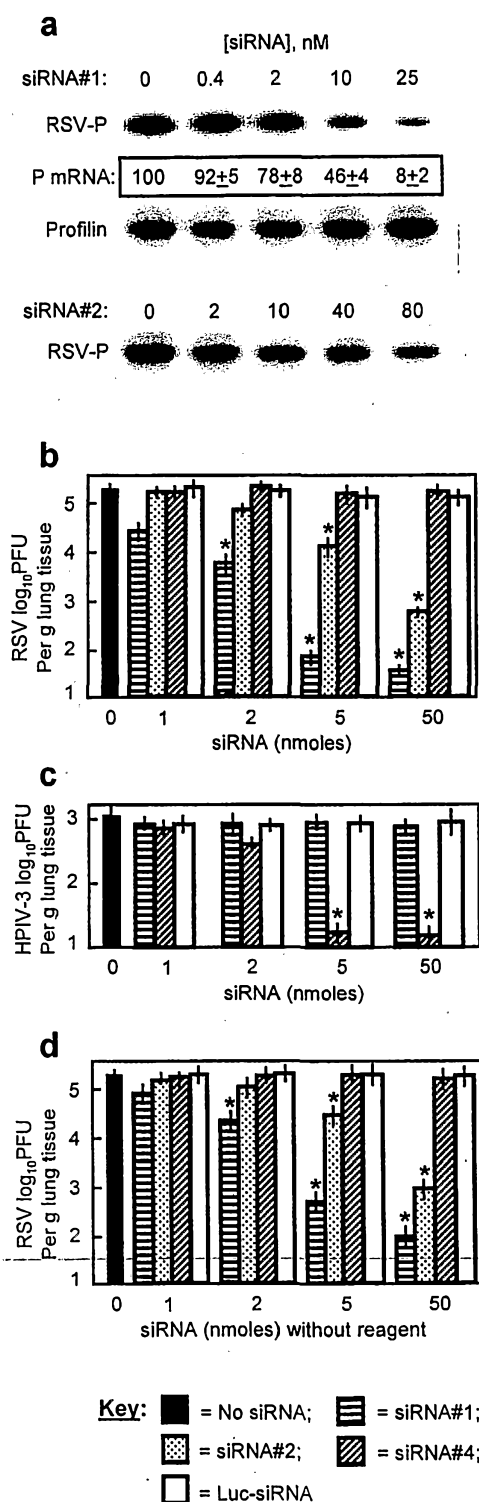 a
[siRNA], nM
siRNA#1: 0 0.4 2 10 25
RSV-P
P mRNA: 100 92±5 78±8 46±4 8±2
Profilin
siRNA#2: 0 2 10 40 80
RSV-P
b
RSV log10PFU
Per g lung tissue
5
4
3
2
1
* * * * *
0 1 2 5 50
siRNA (nmoles)
c
HPIV-3 log10PFU
Per g lung tissue
3
2
1
* *
0 1 2 5 50
siRNA (nmoles)
d
RSV log10PFU
Per g lung tissue
5
4
3
2
1
* * * * *
0 1 2 5 50
siRNA (nmoles) without reagent
Key: = No siRNA; = siRNA#1;
= siRNA#2; = siRNA#4;
= Luc-siRNA